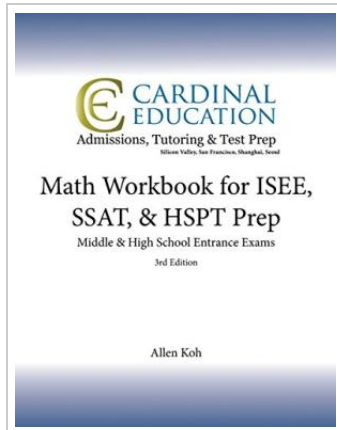 CARDINAL
EDUCATION
Admissions, Tutoring & Test Prep
Silicon Valley, San Francisco, Shanghai, Seoul
Math Workbook for ISEE,
SSAT, & HSPT Prep
Middle & High School Entrance Exams
3rd Edition
Allen Koh